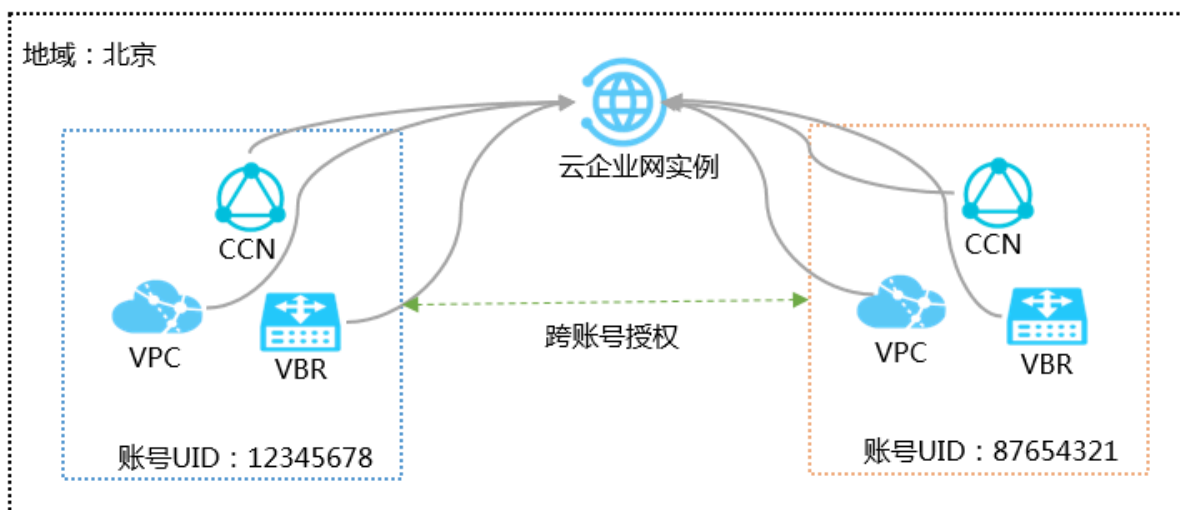 地域：北京
云企业网实例
CCN
CCN
VPC
VBR
跨账号授权
VPC
VBR
账号UID：12345678
账号UID：87654321